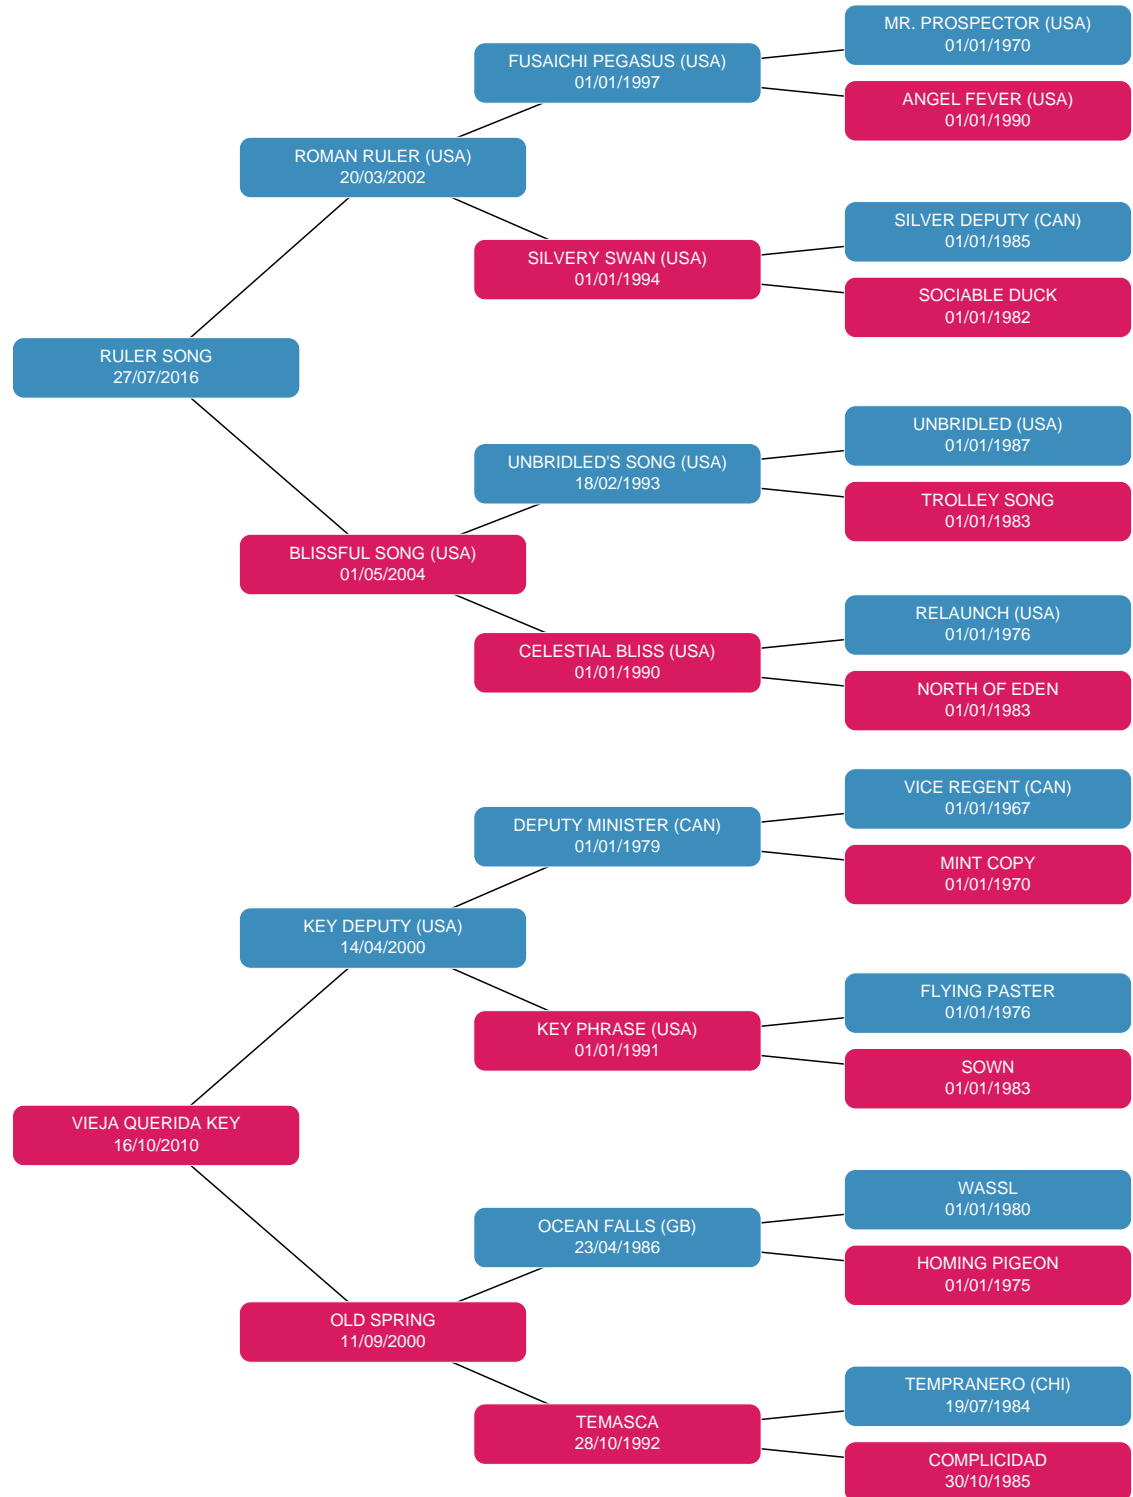 MR. PROSPECTOR (USA)
01/01/1970
FUSAICHI PEGASUS (USA)
01/01/1997
ANGEL FEVER (USA)
01/01/1990
ROMAN RULER (USA)
20/03/2002
SILVER DEPUTY (CAN)
01/01/1985
SILVERY SWAN (USA)
01/01/1994
SOCIABLE DUCK
01/01/1982
RULER SONG
27/07/2016
UNBRIDLED (USA)
01/01/1987
UNBRIDLED'S SONG (USA)
18/02/1993
TROLLEY SONG
01/01/1983
BLISSFUL SONG (USA)
01/05/2004
RELAUNCH (USA)
01/01/1976
CELESTIAL BLISS (USA)
01/01/1990
NORTH OF EDEN
01/01/1983
VICE REGENT (CAN)
01/01/1967
DEPUTY MINISTER (CAN)
01/01/1979
MINT COPY
01/01/1970
KEY DEPUTY (USA)
14/04/2000
FLYING PASTER
01/01/1976
KEY PHRASE (USA)
01/01/1991
SOWN
01/01/1983
VIEJA QUERIDA KEY
16/10/2010
WASSL
01/01/1980
OCEAN FALLS (GB)
23/04/1986
HOMING PIGEON
01/01/1975
OLD SPRING
11/09/2000
TEMPRANERO (CHI)
19/07/1984
TEMASCA
28/10/1992
COMPLICIDAD
30/10/1985